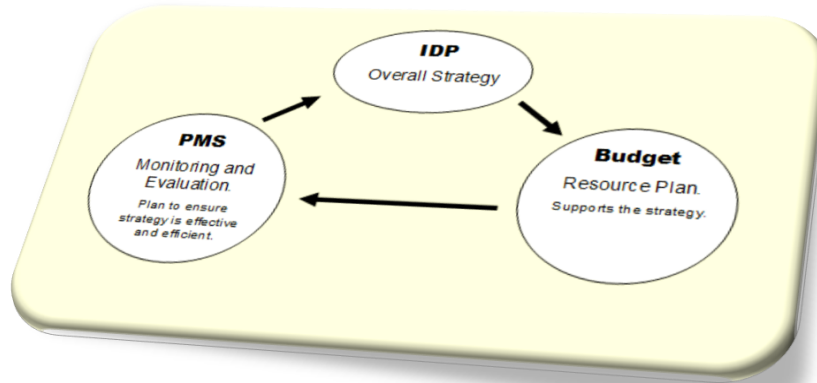 IDP
Overall Strategy
PMS
Monitoring and
Evaluation.
Plan to ensure
strategy is effective
and efficient.
Budget
Resource Plan.
Supports the strategy.